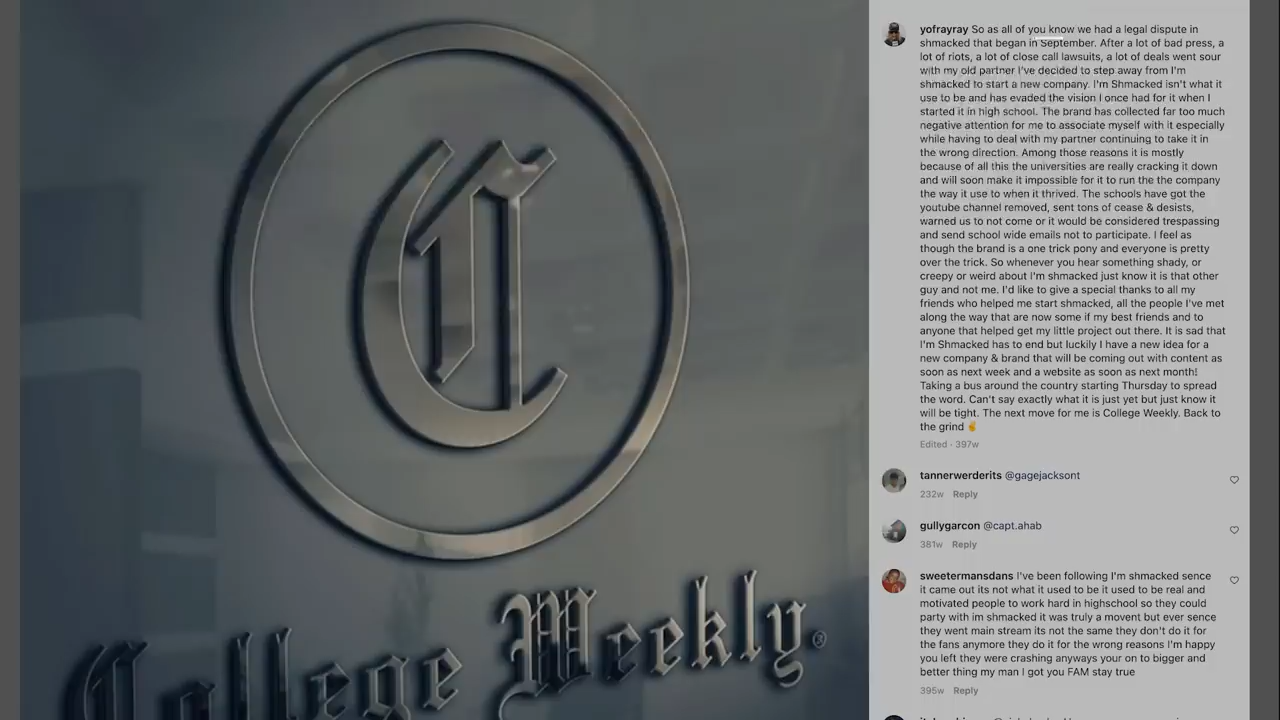 College Weekly®
yofrayray So as all of you know we had a legal dispute in
shmacked that began in September. After a lot of bad press, a
lot of riots, a lot of close call lawsuits, a lot of deals went sour
with my old partner I've decided to step away from I'm
shmacked to start a new company. I'm Shmacked isn't what it
use to be and has evaded the vision I once had for it when I
started it in high school. The brand has collected far too much
negative attention for me to associate myself with it especially
while having to deal with my partner continuing to take it in
the wrong direction. Among those reasons it is mostly
because of all this the universities are really cracking it down
and will soon make it impossible for it to run the the company
the way it use to when it thrived. The schools have got the
youtube channel removed, sent tons of cease & desists,
warned us to not come or it would be considered trespassing
and send school wide emails not to participate. I feel as
though the brand is a one trick pony and everyone is pretty
over the trick. So whenever you hear something shady, or
creepy or weird about I'm shmacked just know it is that other
guy and not me. I'd like to give a special thanks to all my
friends who helped me start shmacked, all the people I've met
along the way that are now some if my best friends and to
anyone that helped get my little project out there. It is sad that
I'm Shmacked has to end but luckily I have a new idea for a
new company & brand that will be coming out with content as
soon as next week and a website as soon as next month!
Taking a bus around the country starting Thursday to spread
the word. Can't say exactly what it is just yet but just know it
will be tight. The next move for me is College Weekly. Back to
the grind ✌️
Edited · 397w
tannerwerderits @gagejacksont
232w Reply
gullygarcon @capt.ahab
381w Reply
sweetermansdans I've been following I'm shmacked sence
it came out its not what it used to be it used to be real and
motivated people to work hard in highschool so they could
party with im shmacked it was truly a movent but ever sence
they went main stream its not the same they don't do it for
the fans anymore they do it for the wrong reasons I'm happy
you left they were crashing anyways your on to bigger and
better thing my man I got you FAM stay true
395w Reply